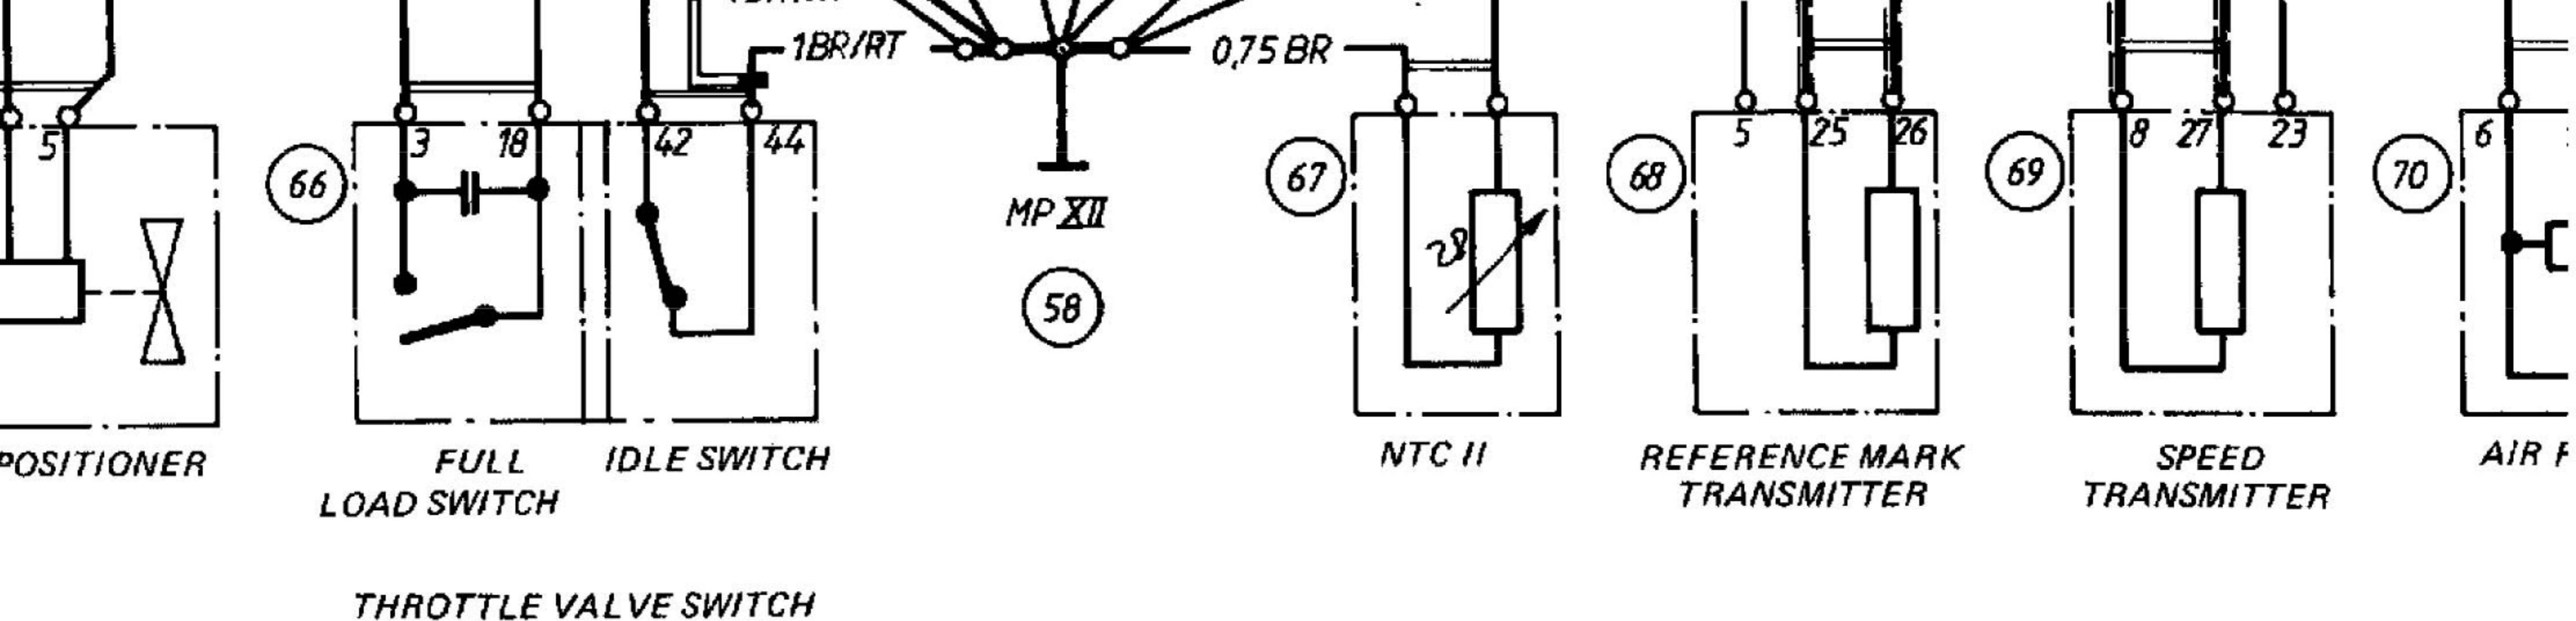 1BR/RT
0,75 BR
5
3
18
42
44
5
25
26
8
27
23
6
66
67
68
69
70
MP XII
58
ϑ
POSITIONER
FULL
LOAD SWITCH
IDLE SWITCH
NTC II
REFERENCE MARK
TRANSMITTER
SPEED
TRANSMITTER
AIR
THROTTLE VALVE SWITCH